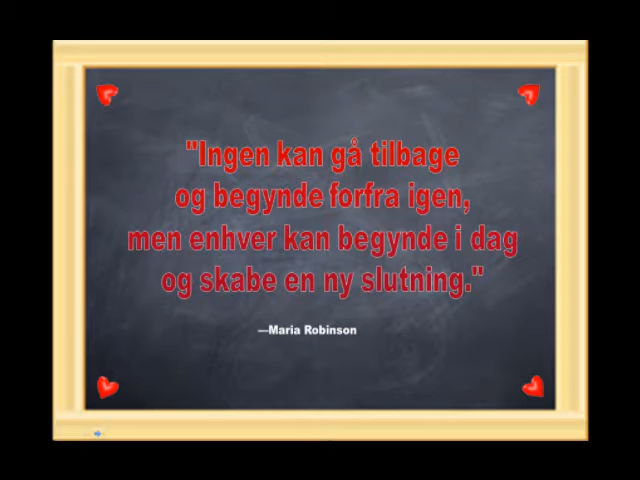 "Ingen kan gå tilbage
og begynde forfra igen,
men enhver kan begynde i dag
og skabe en ny slutning."
—Maria Robinson